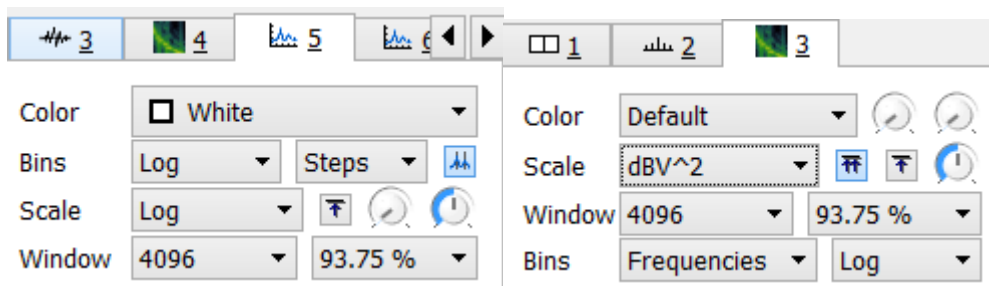 3 4 5 6
Color White
Bins Log Steps
Scale Log
Window 4096 93.75 %
1 2 3
Color Default
Scale dBV^2
Window 4096 93.75 %
Bins Frequencies Log